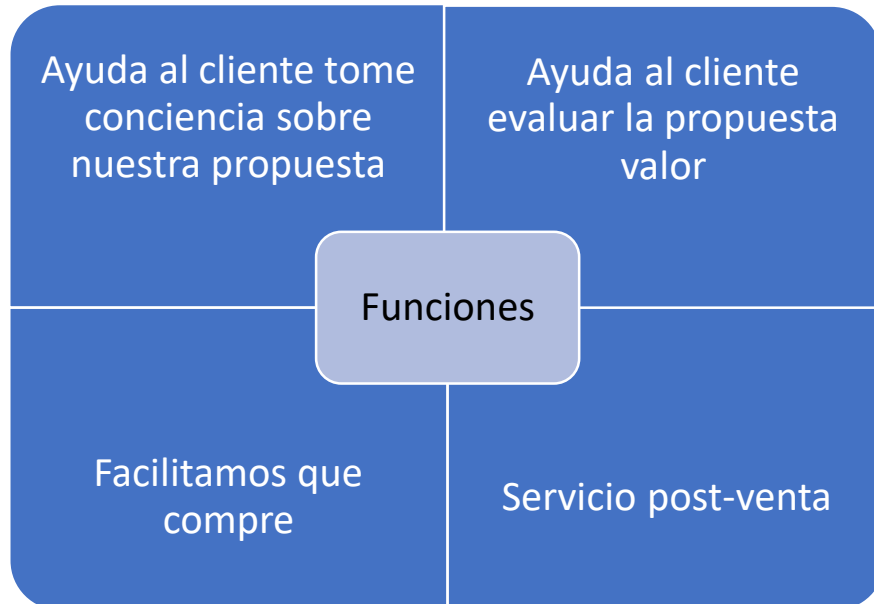 Ayuda al cliente tome
conciencia sobre
nuestra propuesta
Ayuda al cliente
evaluar la propuesta
valor
Funciones
Facilitamos que
compre
Servicio post-venta